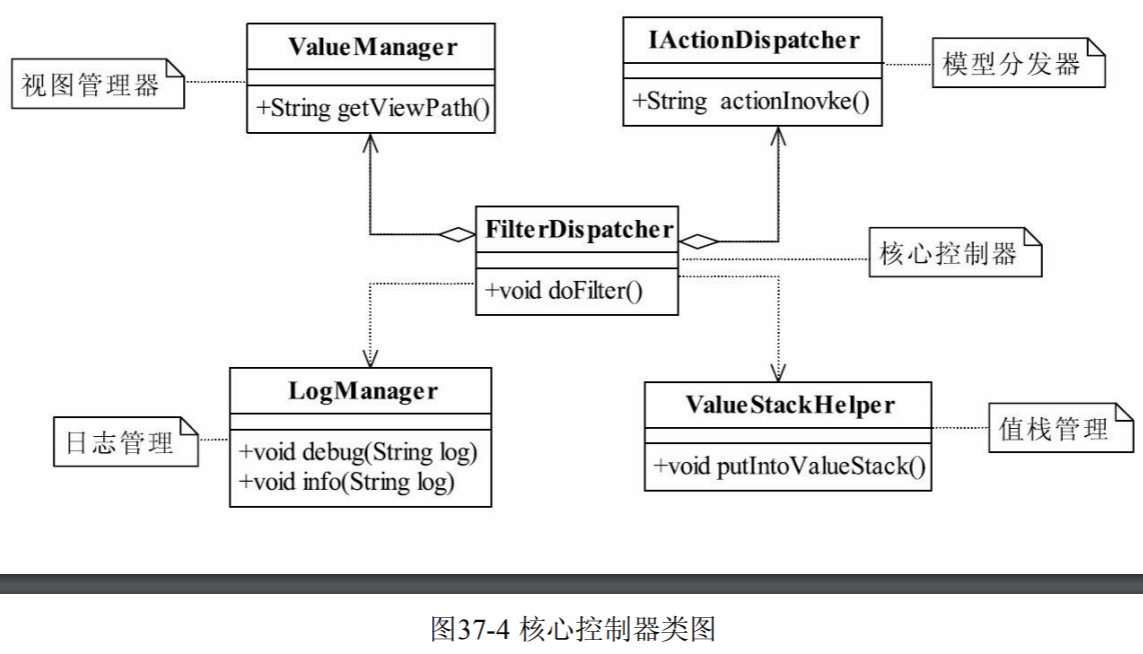 ValueManager
+String getViewPath()
视图管理器
IActionDispatcher
+String actionInovke()
模型分发器
FilterDispatcher
+void doFilter()
核心控制器
LogManager
+void debug(String log)
+void info(String log)
日志管理
ValueStackHelper
+void putIntoValueStack()
值栈管理
图37-4 核心控制器类图